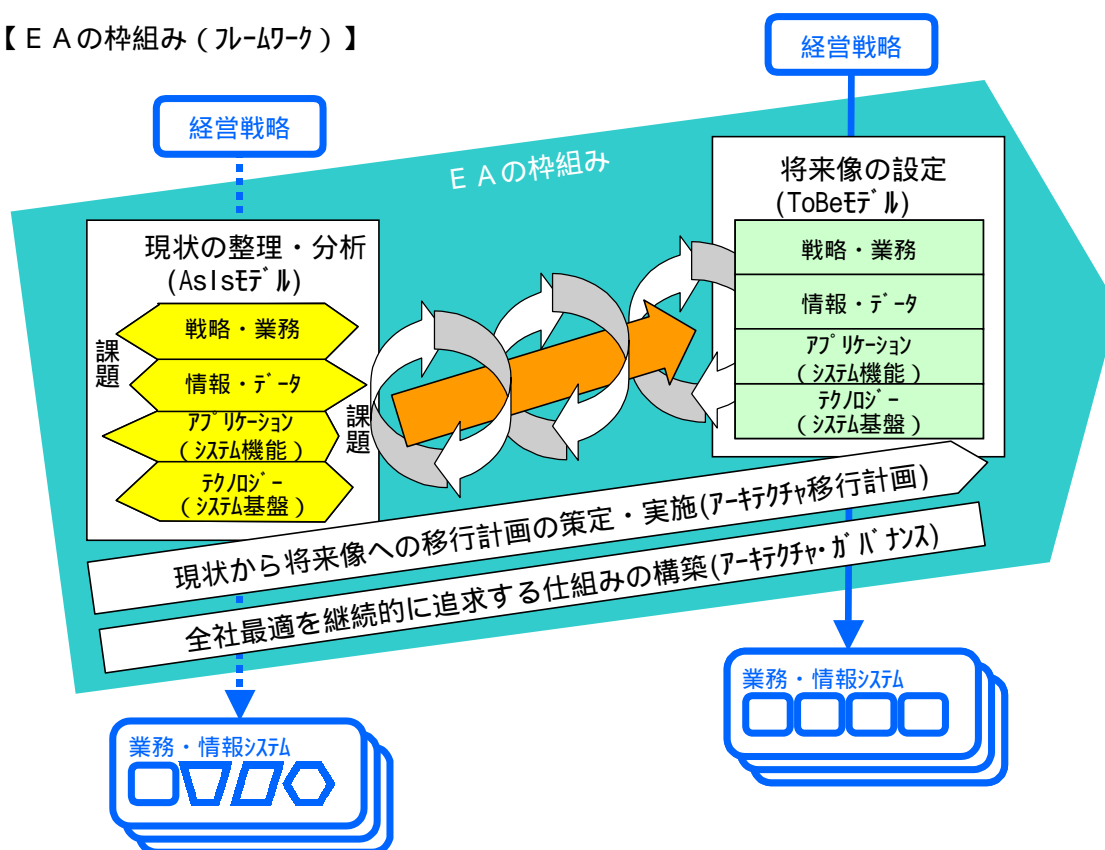 【ＥＡの枠組み（ﾌﾚｰﾑﾜｰｸ）】
経営戦略
経営戦略
ＥＡの枠組み
将来像の設定
(ToBeﾓﾃﾞﾙ)
戦略・業務
情報・ﾃﾞｰﾀ
ｱﾌﾟﾘｹｰｼｮﾝ
（ｼｽﾃﾑ機能）
ﾃｸﾉﾛｼﾞｰ
（ｼｽﾃﾑ基盤）
現状の整理・分析
(AsIsﾓﾃﾞﾙ)
課題
戦略・業務
情報・ﾃﾞｰﾀ
ｱﾌﾟﾘｹｰｼｮﾝ
（ｼｽﾃﾑ機能）
ﾃｸﾉﾛｼﾞｰ
（ｼｽﾃﾑ基盤）
課題
現状から将来像への移行計画の策定・実施(ｱｰｷﾃｸﾁｬ移行計画)
全社最適を継続的に追求する仕組みの構築(ｱｰｷﾃｸﾁｬ･ｶﾞﾊﾞﾅﾝｽ)
業務・情報ｼｽﾃﾑ
業務・情報ｼｽﾃﾑ